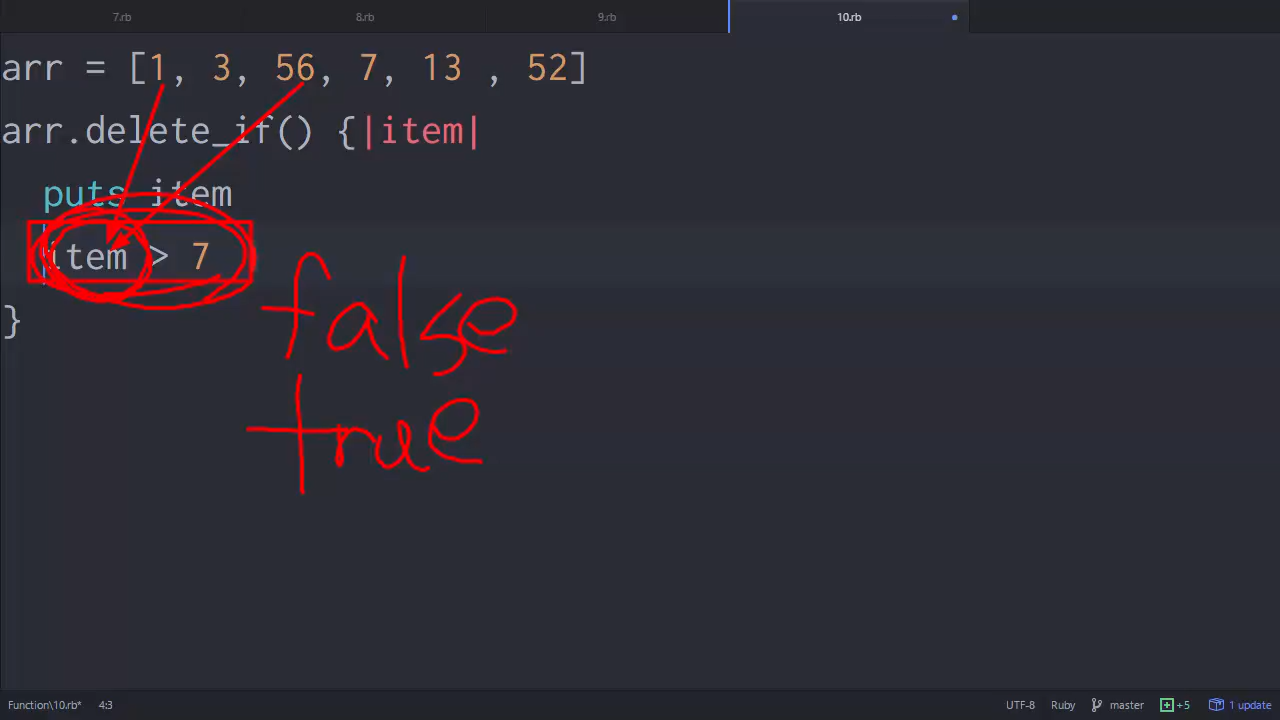 7.rb 8.rb 9.rb 10.rb
arr = [1, 3, 56, 7, 13 , 52]
arr.delete_if() {|item|
puts item
item > 7
}
false
true
Function\10.rb* 4:3 UTF-8 Ruby master +5 1 update